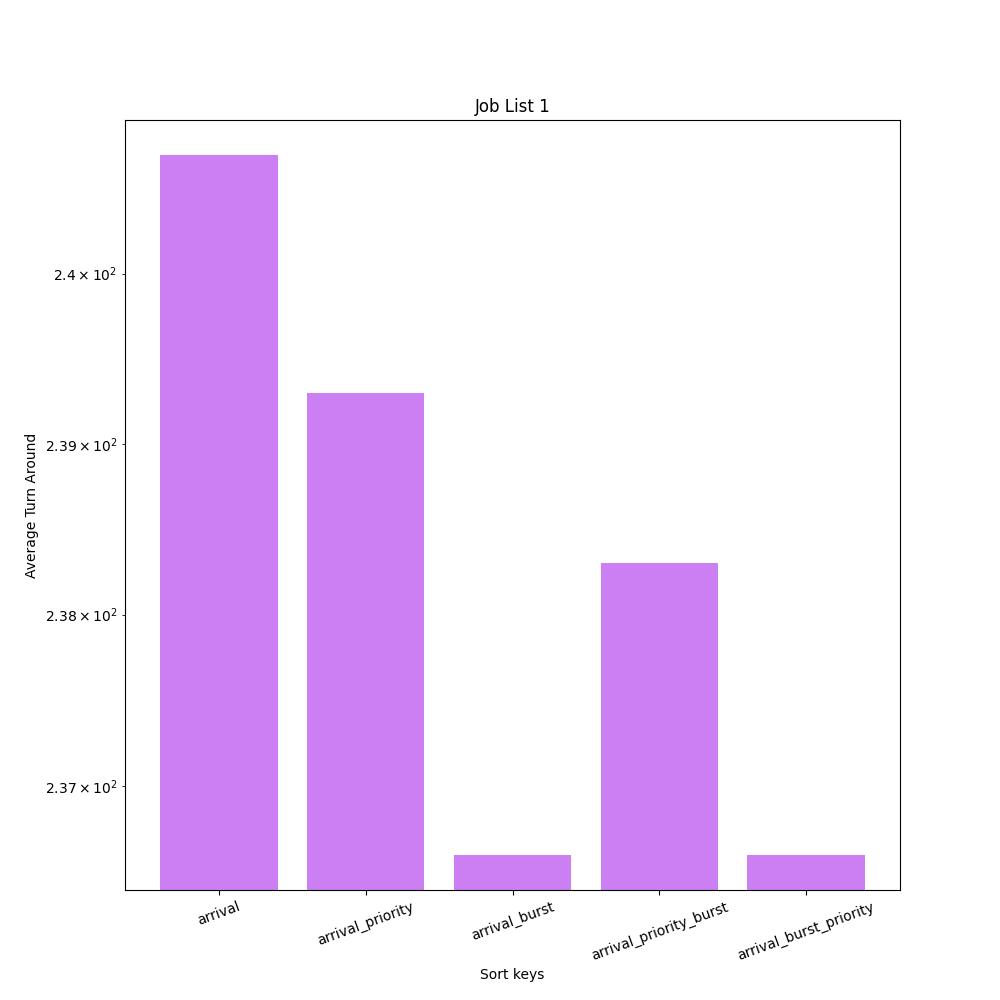 Job List 1
2.4 × 10²
2.39 × 10²
2.38 × 10²
2.37 × 10²
Average Turn Around
arrival
arrival_priority
arrival_burst
arrival_priority_burst
arrival_burst_priority
Sort keys